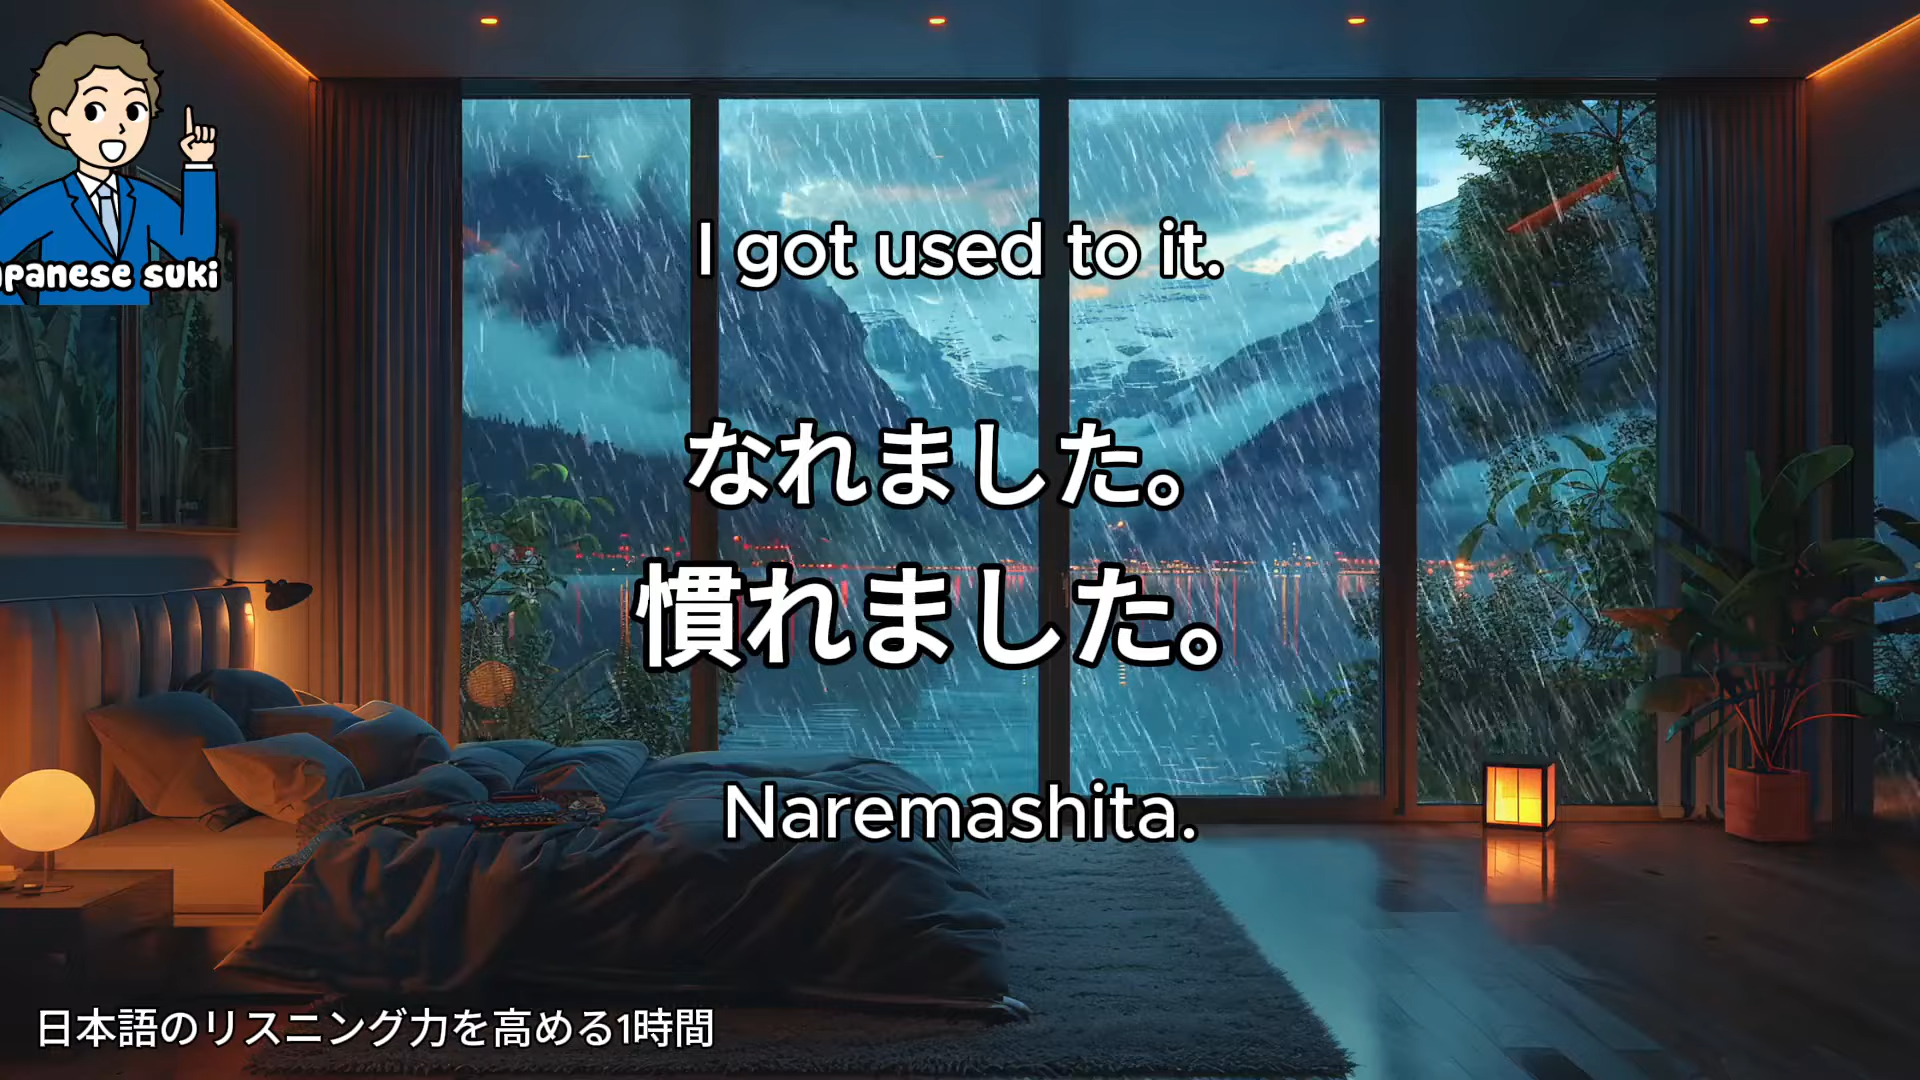 apanese suki
I got used to it.
なれました。
慣れました。
Naremashita.
日本語のリスニング力を高める1時間